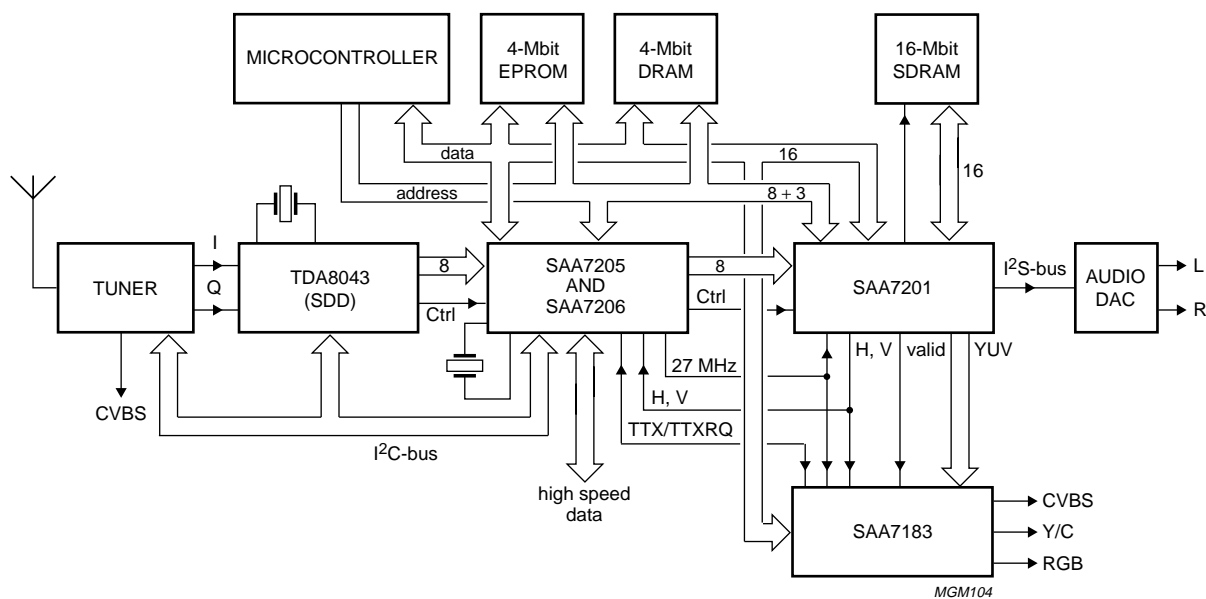 MICROCONTROLLER
4-Mbit
EPROM
4-Mbit
DRAM
16-Mbit
SDRAM
data
16
16
address
8 + 3
I
Q
TUNER
TDA8043
(SDD)
8
Ctrl
SAA7205
AND
SAA7206
8
Ctrl
SAA7201
I2S-bus
AUDIO
DAC
L
R
CVBS
I2C-bus
27 MHz
H, V
TTX/TTXRQ
H, V
valid
YUV
high speed
data
SAA7183
CVBS
Y/C
RGB
MGM104